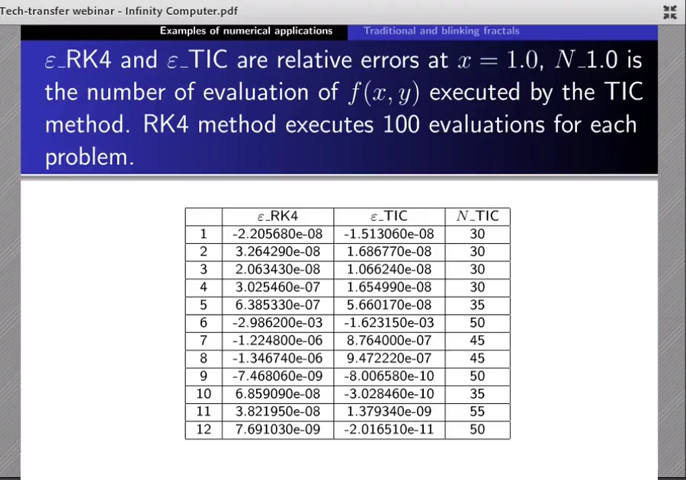 Tech-transfer webinar - Infinity Computer.pdf
Examples of numerical applications Traditional and blinking fractals
ε_RK4 and ε_TIC are relative errors at x = 1.0, N_1.0 is
the number of evaluation of f(x, y) executed by the TIC
method. RK4 method executes 100 evaluations for each
problem.
ε_RK4 ε_TIC N_TIC
1 -2.205680e-08 -1.513060e-08 30
2 3.264290e-08 1.686770e-08 30
3 2.063430e-08 1.066240e-08 30
4 3.025460e-07 1.654990e-08 30
5 6.385330e-07 5.660170e-08 35
6 -2.986200e-03 -1.623150e-03 50
7 -1.224800e-06 8.764000e-07 45
8 -1.346740e-06 9.472220e-07 45
9 -7.468060e-09 -8.006580e-10 50
10 6.859090e-08 -3.028460e-10 35
11 3.821950e-08 1.379340e-09 55
12 7.691030e-09 -2.016510e-11 50